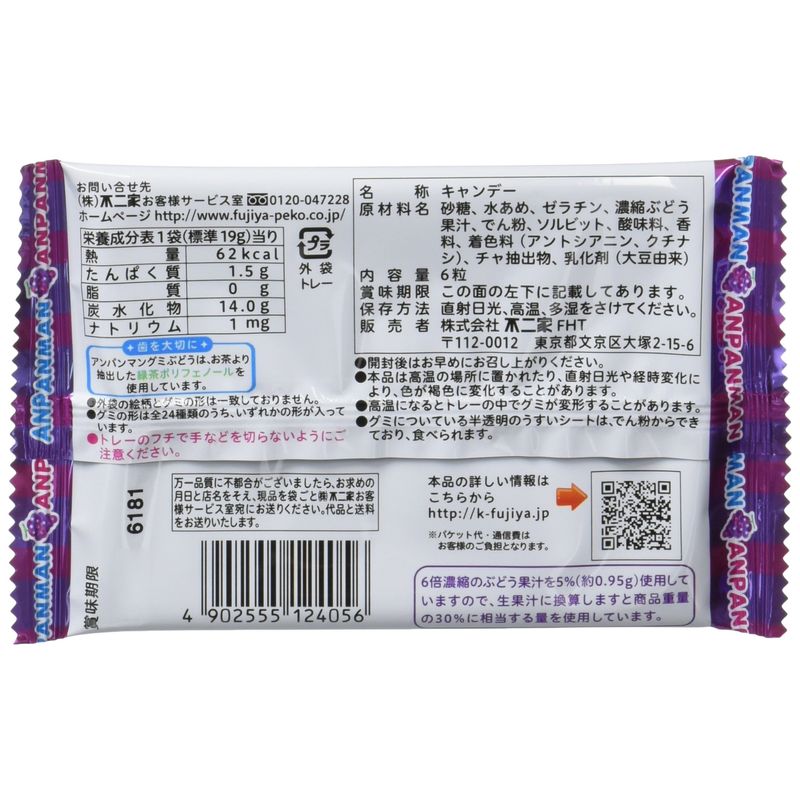 お問い合せ先
(株)不二家お客様サービス室 0120-047228
ホームページ http://www.fujiya-peko.co.jp/
栄養成分表1袋(標準19g)当り
熱量 62kcal
たんぱく質 1.5g
脂質 0g
炭水化物 14.0g
ナトリウム 1mg
プラ
外袋
トレー
歯を大切に
アンパンマングミぶどうは、お茶より
抽出した緑茶ポリフェノールを
使用しています。
●外袋の絵柄とグミの形は一致しておりません。
●グミの形は全24種類のうち、いずれかの形が入って
います。
●トレーのフチで手などを切らないようにご
注意ください。
名称 キャンデー
原材料名 砂糖、水あめ、ゼラチン、濃縮ぶどう
果汁、でん粉、ソルビット、酸味料、香
料、着色料(アントシアニン、クチナ
シ)、チャ抽出物、乳化剤(大豆由来)
内容量 6粒
賞味期限 この面の左下に記載してあります。
保存方法 直射日光、高温、多湿をさけてください。
販売者 株式会社 不二家 FHT
〒112-0012 東京都文京区大塚2-15-6
●開封後はお早めにお召し上がりください。
●本品は高温の場所に置かれたり、直射日光や経時変化に
より、色が褐色に変化することがあります。
●高温になるとトレーの中でグミが変形することがあります。
●グミについている半透明のうすいシートは、でん粉からでき
ており、食べられます。
賞味期限
6181
万一品質に不都合がございましたら、お求めの
月日と店名をそえ、現品を袋ごと(株)不二家お客
様サービス室宛にお送りください。代品と送料
をお送りいたします。
4 902555 124056
本品の詳しい情報は
こちらから
http://k-fujiya.jp
※パケット代・通信費は
お客様のご負担となります。
6倍濃縮のぶどう果汁を5%(約0.95g)使用して
いますので、生果汁に換算しますと商品重量
の30%に相当する量を使用しています。
ANPANMAN
ANPANMAN
ANPANMAN
ANPANMAN